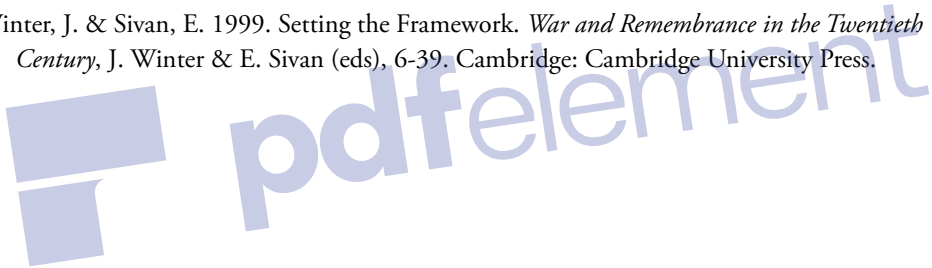 inter, J. & Sivan, E. 1999. Setting the Framework. War and Remembrance in the Twentieth
Century, J. Winter & E. Sivan (eds), 6-39. Cambridge: Cambridge University Press.
pdfelement